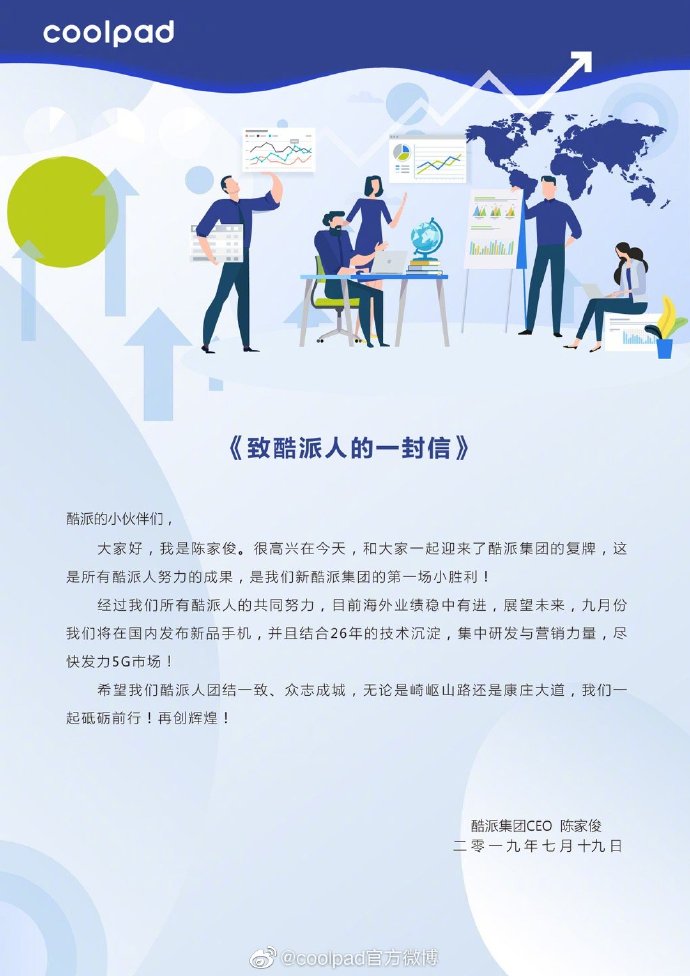 coolpad
《致酷派人的一封信》
酷派的小伙伴们，
大家好，我是陈家俊。很高兴在今天，和大家一起迎来了酷派集团的复牌，这
是所有酷派人努力的成果，是我们新酷派集团的第一场小胜利！
经过我们所有酷派人的共同努力，目前海外业绩稳中有进，展望未来，九月份
我们将在国内发布新品手机，并且结合26年的技术沉淀，集中研发与营销力量，尽
快发力5G市场！
希望我们酷派人团结一致、众志成城，无论是崎岖山路还是康庄大道，我们一
起砥砺前行！再创辉煌！
酷派集团CEO 陈家俊
二零一九年七月十九日
@coolpad官方微博